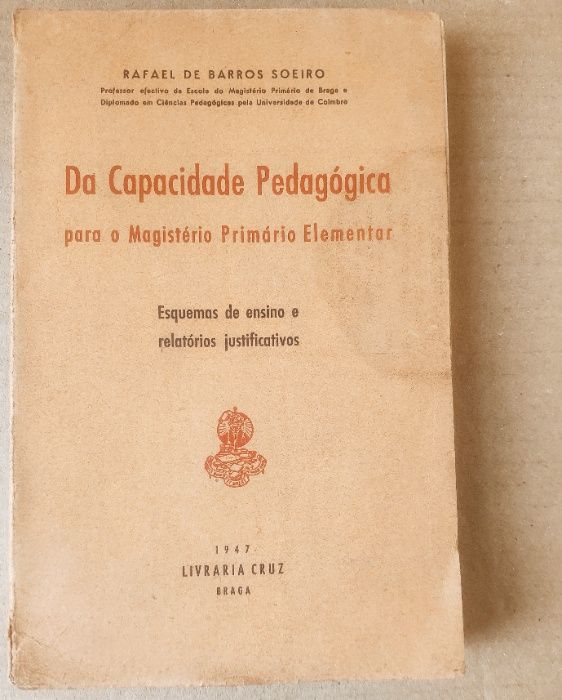 RAFAEL DE BARROS SOEIRO
Professor efectivo da Escola do Magistério Primário de Braga e
Diplomado em Ciências Pedagógicas pela Universidade de Coimbra
Da Capacidade Pedagógica
para o Magistério Primário Elementar
Esquemas de ensino e
relatórios justificativos
1947
LIVRARIA CRUZ
BRAGA